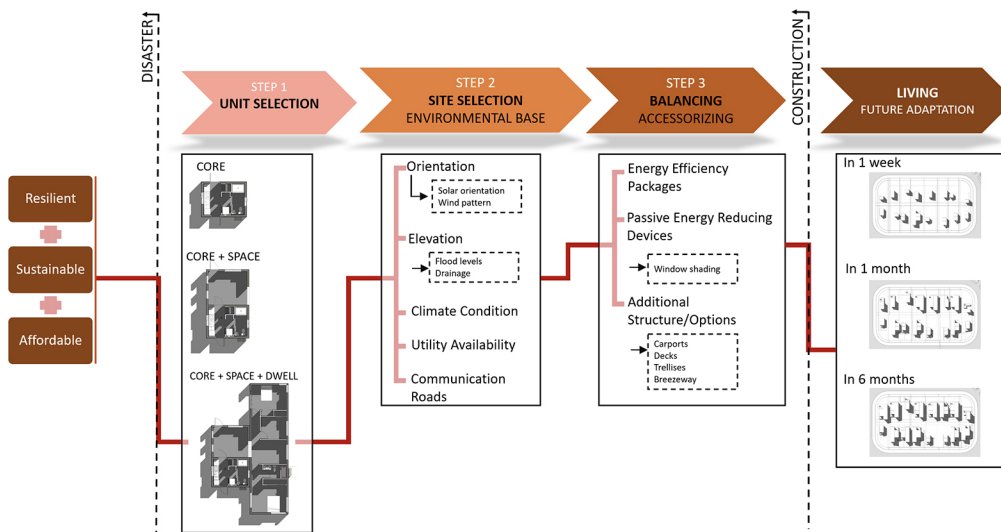 DISASTER
STEP 1
UNIT SELECTION
STEP 2
SITE SELECTION
ENVIRONMENTAL BASE
STEP 3
BALANCING
ACCESSORIZING
CONSTRUCTION
LIVING
FUTURE ADAPTATION
Resilient
Sustainable
Affordable
CORE
CORE + SPACE
CORE + SPACE + DWELL
Orientation
Solar orientation
Wind pattern
Elevation
Flood levels
Drainage
Climate Condition
Utility Availability
Communication
Roads
Energy Efficiency
Packages
Passive Energy Reducing
Devices
Window shading
Additional
Structure/Options
Carports
Decks
Trellises
Breezeway
In 1 week
In 1 month
In 6 months